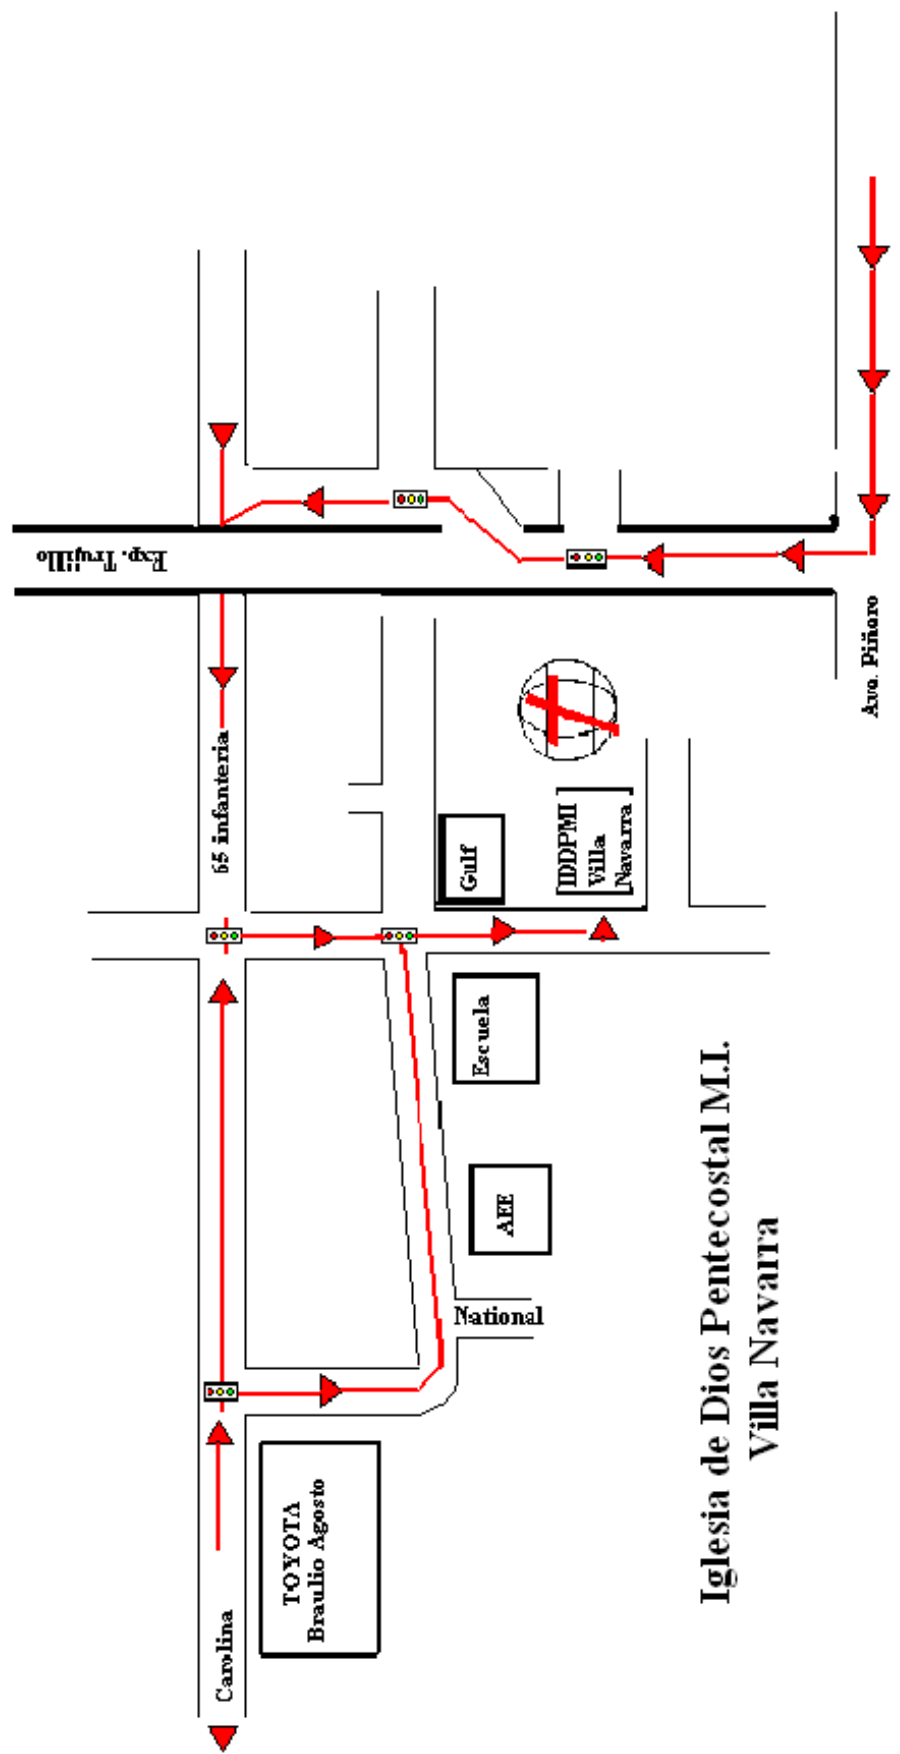 Exp. Trujillo
Carolina
65 infanteria
TOYOTA
Braulio Agosto
National
AEE
Escuela
Gulf
IDDPMI
Villa
Navarra
Ave. Piñero
Iglesia de Dios Pentecostal M.I.
Villa Navarra